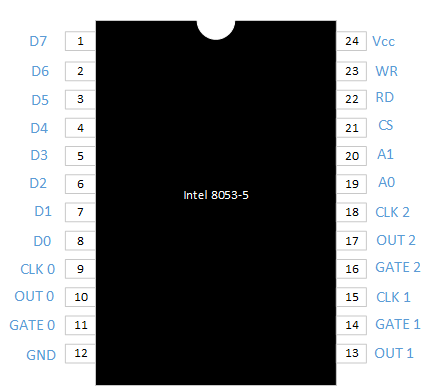 D7 1 24 Vcc
D6 2 23 WR
D5 3 22 RD
D4 4 21 CS
D3 5 20 A1
D2 6 19 A0
Intel 8053-5
D1 7 18 CLK 2
D0 8 17 OUT 2
CLK 0 9 16 GATE 2
OUT 0 10 15 CLK 1
GATE 0 11 14 GATE 1
GND 12 13 OUT 1